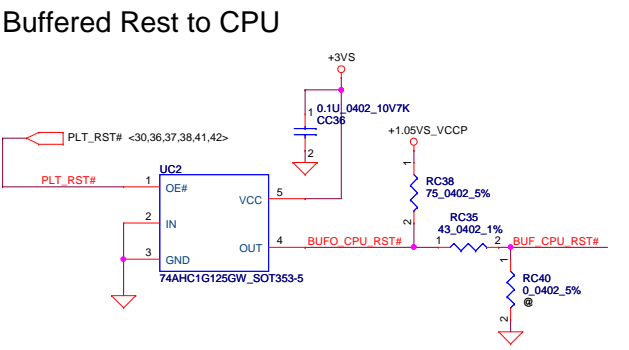 Buffered Rest to CPU
+3VS
1
0.1U_0402_10V7K
CC36
2
PLT_RST# <30,36,37,38,41,42>
+1.05VS_VCCP
UC2
PLT_RST# 1 OE#
VCC 5
1
RC38
75_0402_5%
2
2 IN
3 GND
OUT 4 BUFO_CPU_RST#
RC35
43_0402_1%
1 2 BUF_CPU_RST#
74AHC1G125GW_SOT353-5
1
RC40
0_0402_5%
@
2